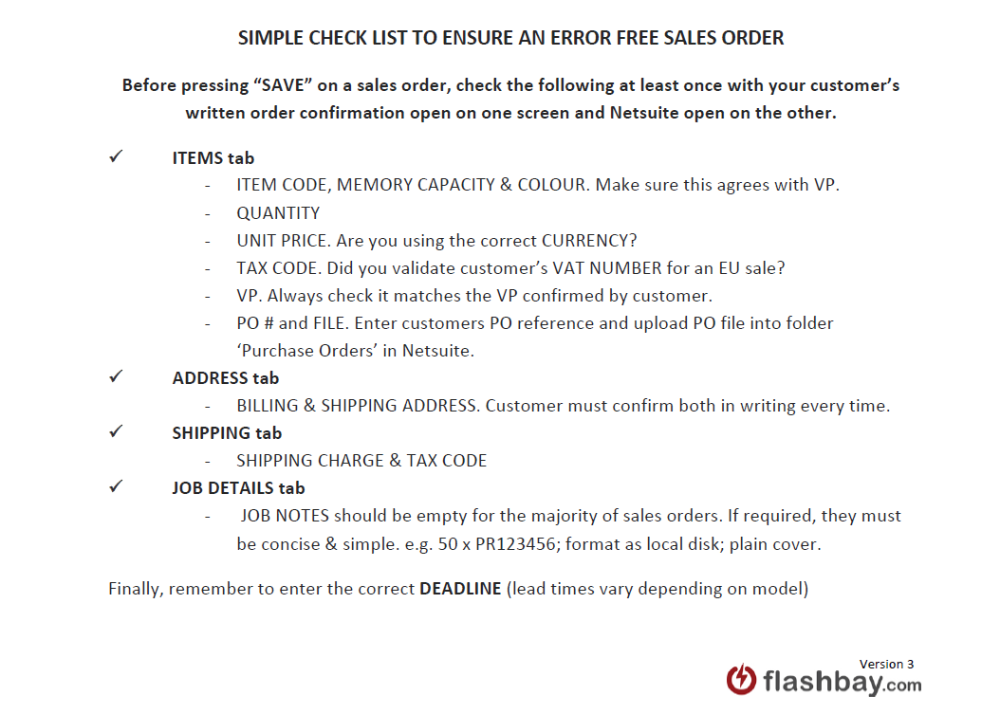 SIMPLE CHECK LIST TO ENSURE AN ERROR FREE SALES ORDER
Before pressing “SAVE” on a sales order, check the following at least once with your customer’s
written order confirmation open on one screen and Netsuite open on the other.
✓ ITEMS tab
- ITEM CODE, MEMORY CAPACITY & COLOUR. Make sure this agrees with VP.
- QUANTITY
- UNIT PRICE. Are you using the correct CURRENCY?
- TAX CODE. Did you validate customer’s VAT NUMBER for an EU sale?
- VP. Always check it matches the VP confirmed by customer.
- PO # and FILE. Enter customers PO reference and upload PO file into folder
‘Purchase Orders’ in Netsuite.
✓ ADDRESS tab
- BILLING & SHIPPING ADDRESS. Customer must confirm both in writing every time.
✓ SHIPPING tab
- SHIPPING CHARGE & TAX CODE
✓ JOB DETAILS tab
- JOB NOTES should be empty for the majority of sales orders. If required, they must
be concise & simple. e.g. 50 x PR123456; format as local disk; plain cover.
Finally, remember to enter the correct DEADLINE (lead times vary depending on model)
Version 3
flashbay.com